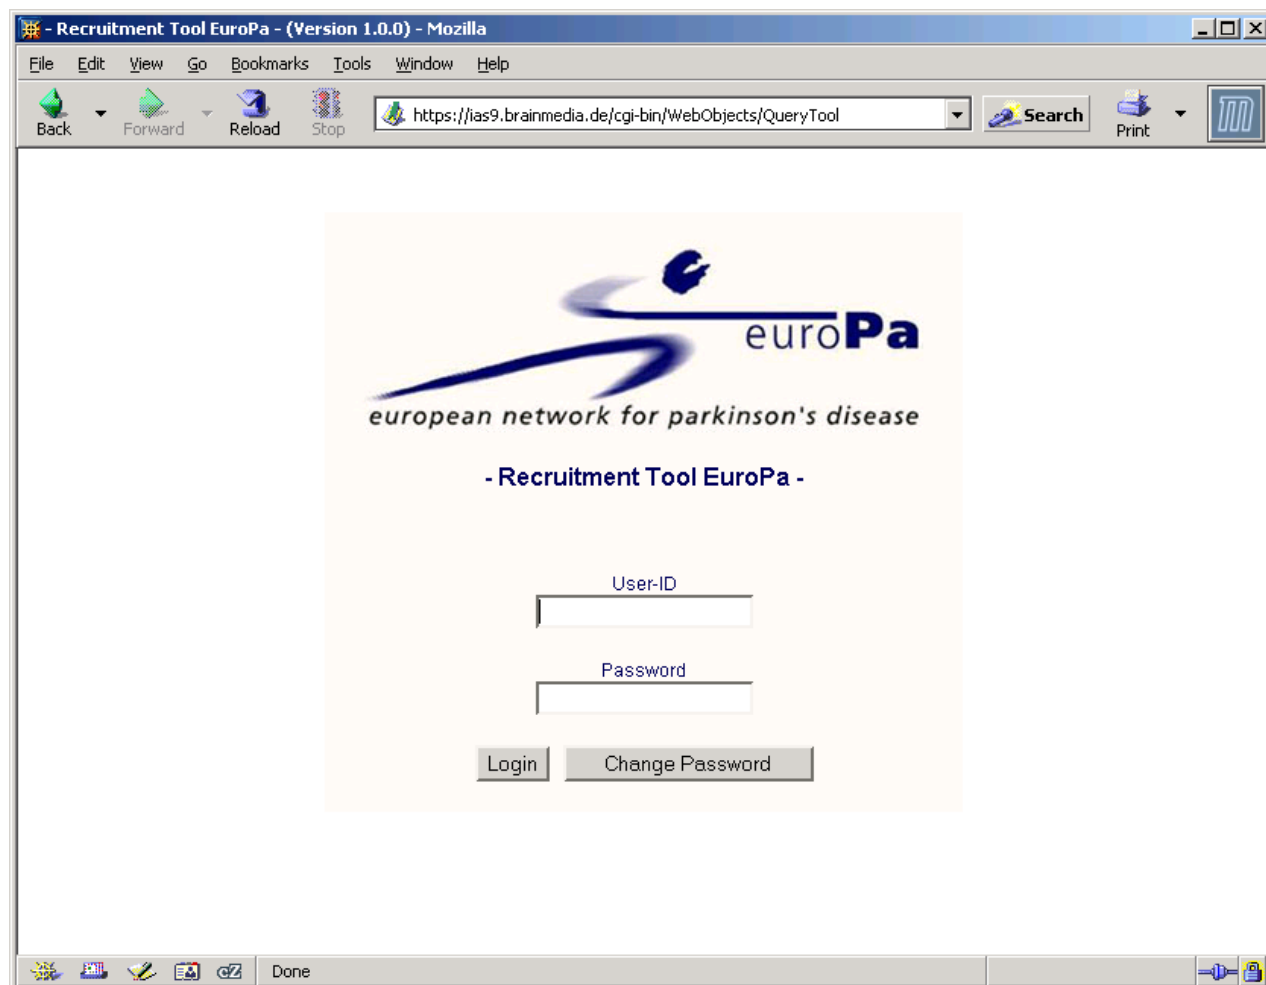 - Recruitment Tool EuroPa - (Version 1.0.0) - Mozilla
File Edit View Go Bookmarks Tools Window Help
Back Forward Reload Stop https://ias9.brainmedia.de/cgi-bin/WebObjects/QueryTool Search Print
euroPa
european network for parkinson's disease
- Recruitment Tool EuroPa -
User-ID
Password
Login Change Password
Done